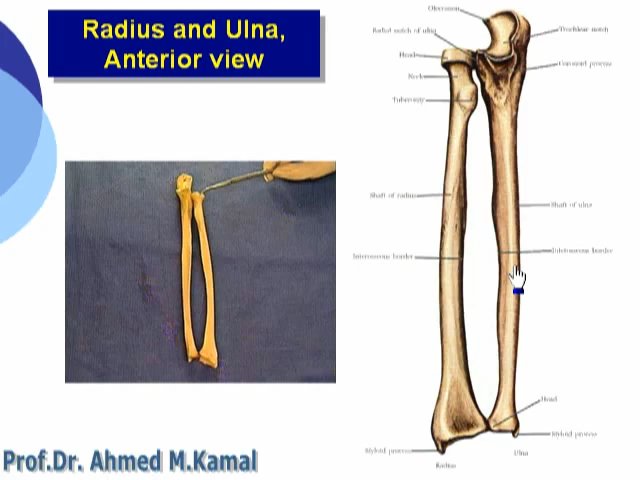 Radius and Ulna,
Anterior view
Olecranon
Radial notch of ulna
Trochlear notch
Head
Coronoid process
Neck
Tuberosity
Shaft of radius
Shaft of ulna
Interosseous border
Interosseous border
Head
Styloid process
Styloid process
Radius
Ulna
Prof.Dr. Ahmed M.Kamal